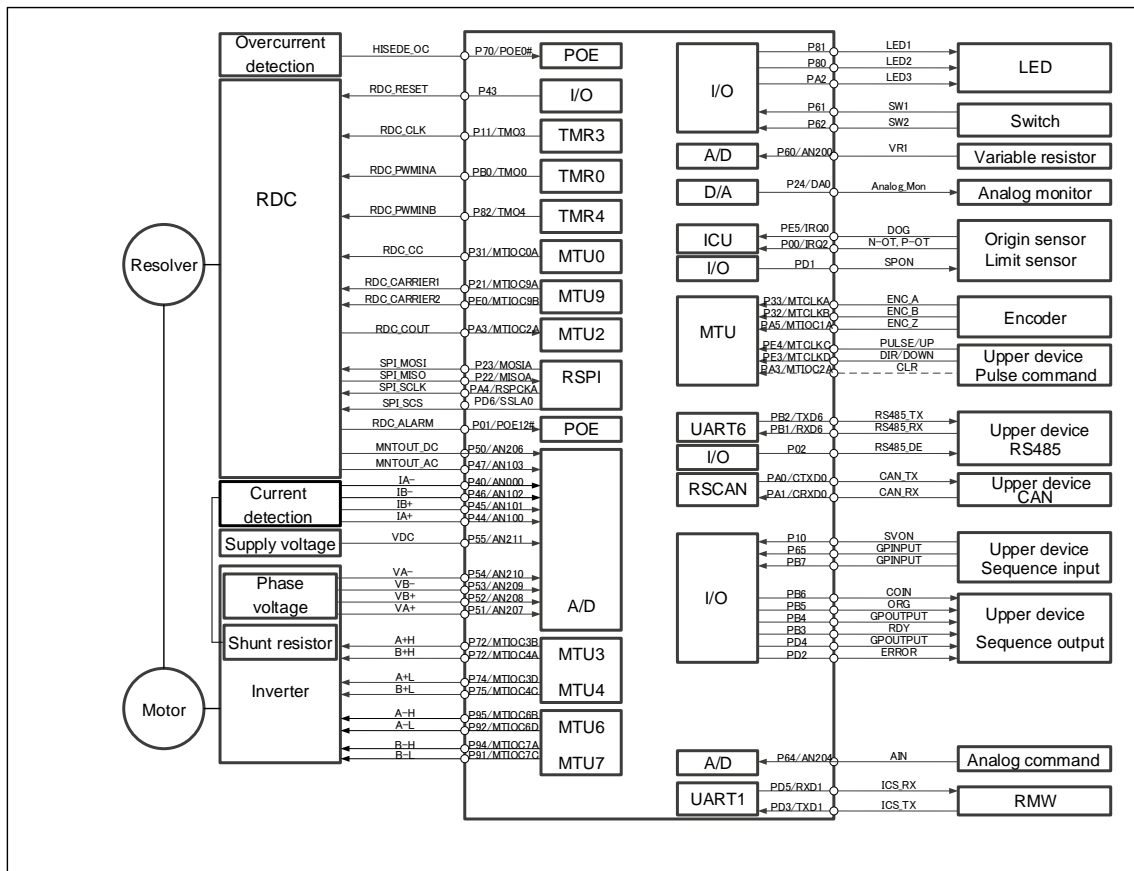 Overcurrent
detection
HISEDE_OC
P70/POE0#
POE
RDC
RDC_RESET
P43
I/O
RDC_CLK
P11/TMO3
TMR3
RDC_PWMINA
PB0/TMO0
TMR0
RDC_PWMINB
P82/TMO4
TMR4
Resolver
RDC_CC
P31/MTIOC0A
MTU0
RDC_CARRIER1
P21/MTIOC9A
RDC_CARRIER2
PE0/MTIOC9B
MTU9
RDC_COUT
PA3/MTIOC2A
MTU2
SPI_MOSI
P23/MOSIA
SPI_MISO
P22/MISOA
SPI_SCLK
PA4/RSPCKA
SPI_SCS
PD6/SSLA0
RSPI
RDC_ALARM
P01/POE12#
POE
MNTOUT_DC
P50/AN206
MNTOUT_AC
P47/AN103
Current
detection
IA-
P40/AN000
IB-
P46/AN102
IB+
P45/AN101
IA+
P44/AN100
Supply voltage
VDC
P55/AN211
Phase
voltage
VA-
P54/AN210
VB-
P53/AN209
VB+
P52/AN208
VA+
P51/AN207
A/D
Shunt resistor
Inverter
Motor
A+H
P72/MTIOC3B
B+H
P72/MTIOC4A
MTU3
A+L
P74/MTIOC3D
B+L
P75/MTIOC4C
MTU4
A-H
P95/MTIOC6B
A-L
P92/MTIOC6D
MTU6
B-H
P94/MTIOC7A
B-L
P91/MTIOC7C
MTU7
I/O
P81
LED1
P80
LED2
PA2
LED3
LED
P61
SW1
P62
SW2
Switch
A/D
P60/AN200
VR1
Variable resistor
D/A
P24/DA0
Analog_Mon
Analog monitor
ICU
PE5/IRQ0
DOG
P00/IRQ2
N-OT, P-OT
I/O
PD1
SPON
Origin sensor
Limit sensor
MTU
P33/MTCLKA
ENC_A
P32/MTCLKB
ENC_B
PA5/MTIOC1A
ENC_Z
Encoder
PE4/MTCLKC
PULSE/UP
PE3/MTCLKD
DIR/DOWN
PA3/MTIOC2A
CLR
Upper device
Pulse command
UART6
PB2/TXD6
RS485_TX
PB1/RXD6
RS485_RX
I/O
P02
RS485_DE
Upper device
RS485
RSCAN
PA0/CTXD0
CAN_TX
PA1/CRXD0
CAN_RX
Upper device
CAN
I/O
P10
SVON
P65
GPINPUT
PB7
GPINPUT
Upper device
Sequence input
PB6
COIN
PB5
ORG
PB4
GPOUTPUT
PB3
RDY
PD4
GPOUTPUT
PD2
ERROR
Upper device
Sequence output
A/D
P64/AN204
AIN
Analog command
UART1
PD5/RXD1
ICS_RX
PD3/TXD1
ICS_TX
RMW